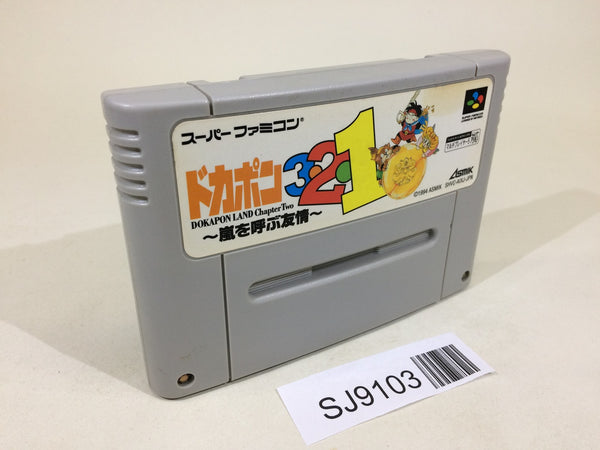 スーパーファミコン
ドカポン3・2・1
DOKAPON LAND Chapter Two
〜嵐を呼ぶ友情〜
ASMIK
©1994 ASMIK SHVC-A3IJ-JPN
SJ9103